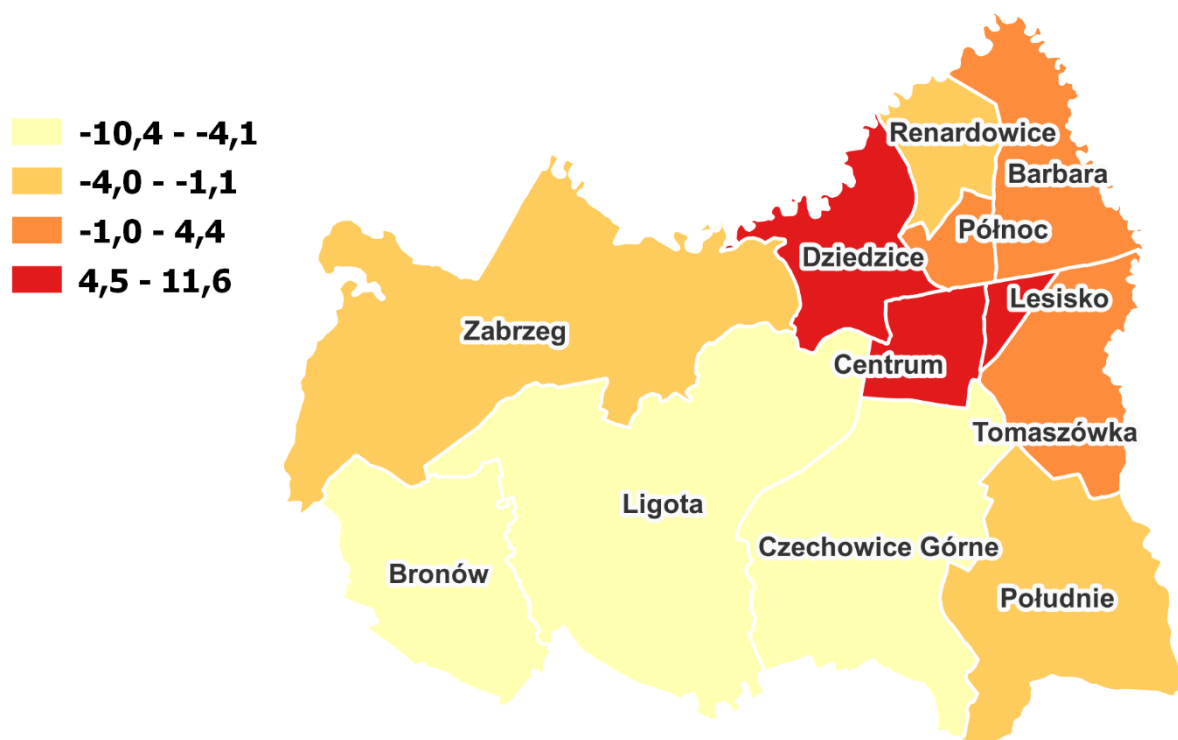 -10,4 - -4,1
-4,0 - -1,1
-1,0 - 4,4
4,5 - 11,6
Renardowice
Barbara
Północ
Dziedzice
Lesisko
Zabrzeg
Centrum
Tomaszówka
Ligota
Czechowice Górne
Bronów
Południe